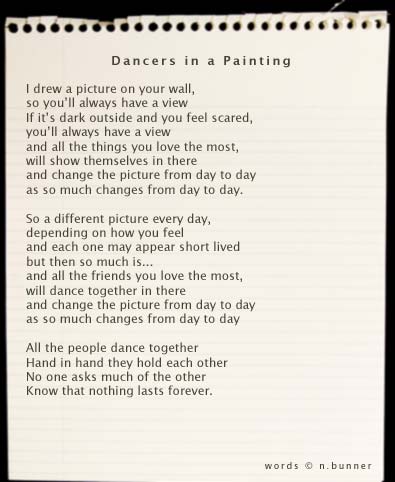 Dancers in a Painting
I drew a picture on your wall,
so you'll always have a view
If it's dark outside and you feel scared,
you'll always have a view
and all the things you love the most,
will show themselves in there
and change the picture from day to day
as so much changes from day to day.
So a different picture every day,
depending on how you feel
and each one may appear short lived
but then so much is...
and all the friends you love the most,
will dance together in there
and change the picture from day to day
as so much changes from day to day
All the people dance together
Hand in hand they hold each other
No one asks much of the other
Know that nothing lasts forever.
words © n.bunner